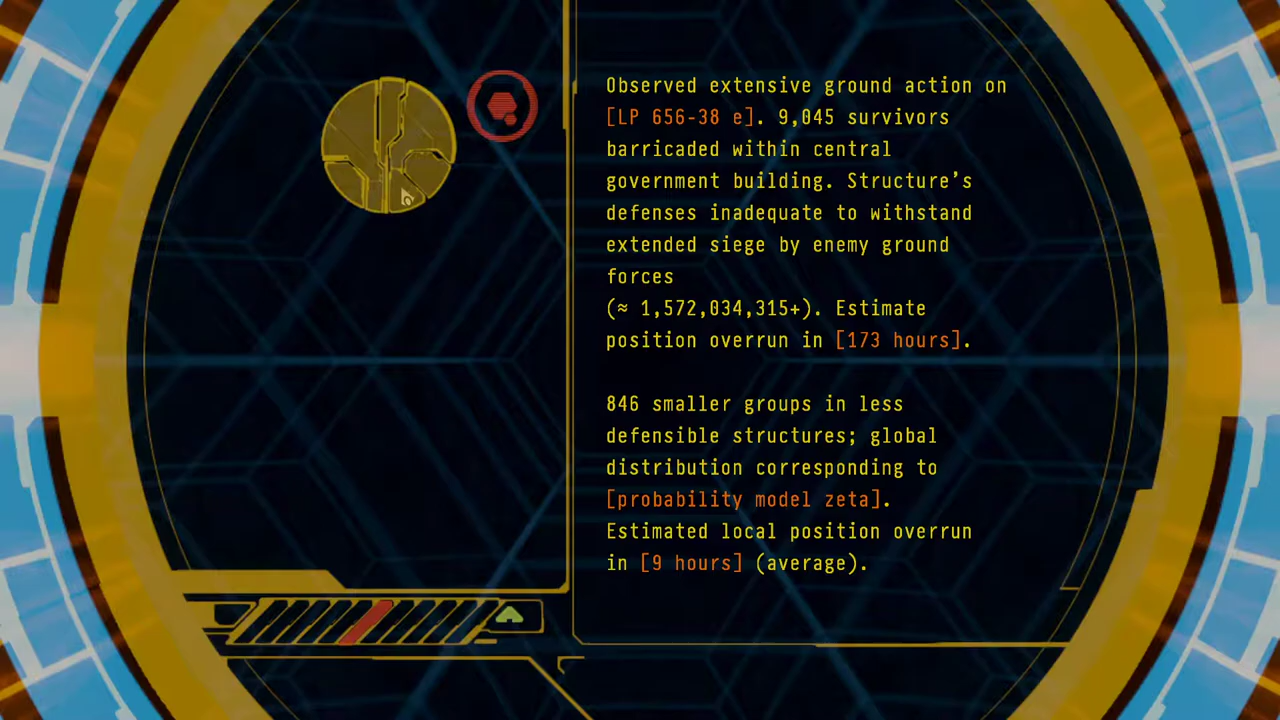 Observed extensive ground action on
[LP 656-38 e]. 9,045 survivors
barricaded within central
government building. Structure’s
defenses inadequate to withstand
extended siege by enemy ground
forces
(≈ 1,572,034,315+). Estimate
position overrun in [173 hours].
846 smaller groups in less
defensible structures; global
distribution corresponding to
[probability model zeta].
Estimated local position overrun
in [9 hours] (average).